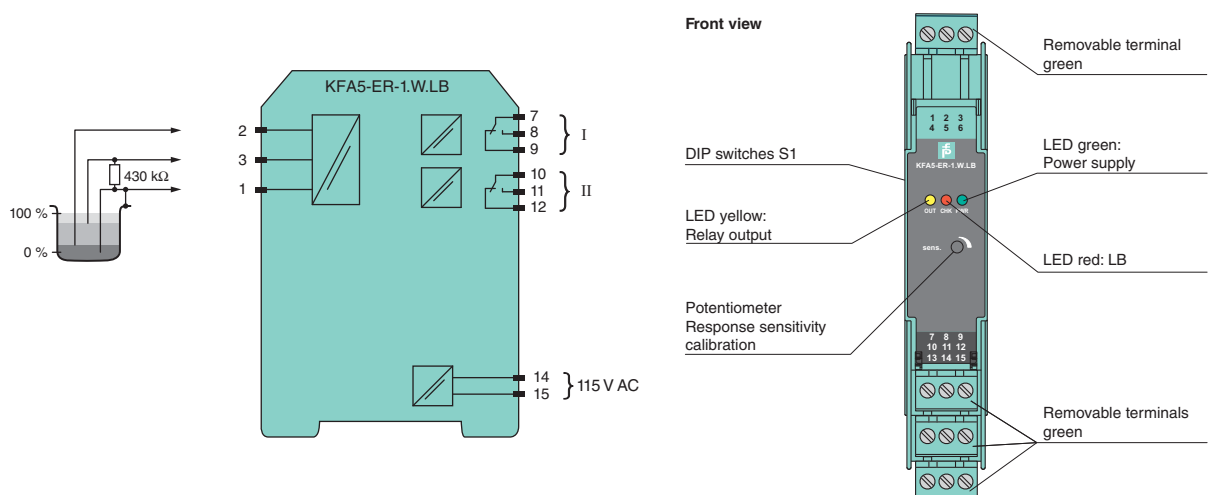 KFA5-ER-1.W.LB
2
3
1
430 kΩ
100 %
0 %
7
8
9
I
10
11
12
II
14
15
115 V AC
Front view
Removable terminal
green
1 2 3
4 5 6
KFA5-ER-1.W.LB
DIP switches S1
LED green:
Power supply
OUT CHK PWR
LED yellow:
Relay output
sens.
LED red: LB
Potentiometer
Response sensitivity
calibration
7 8 9
10 11 12
13 14 15
Removable terminals
green